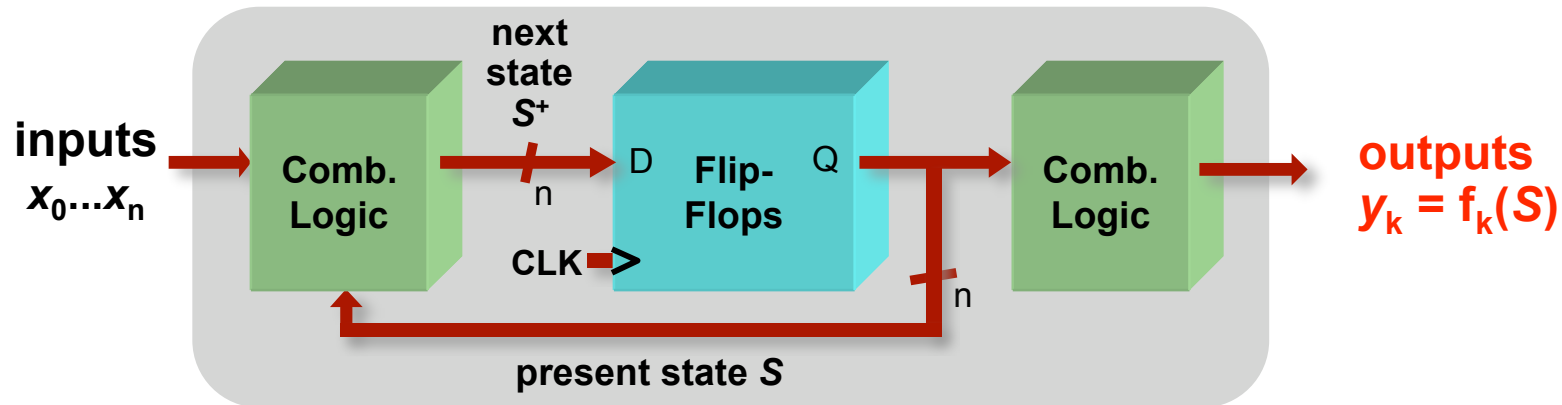 inputs
x₀...xₙ
Comb.
Logic
next
state
S⁺
n
D
Flip-
Flops
Q
CLK
n
present state S
Comb.
Logic
outputs
yₖ = fₖ(S)